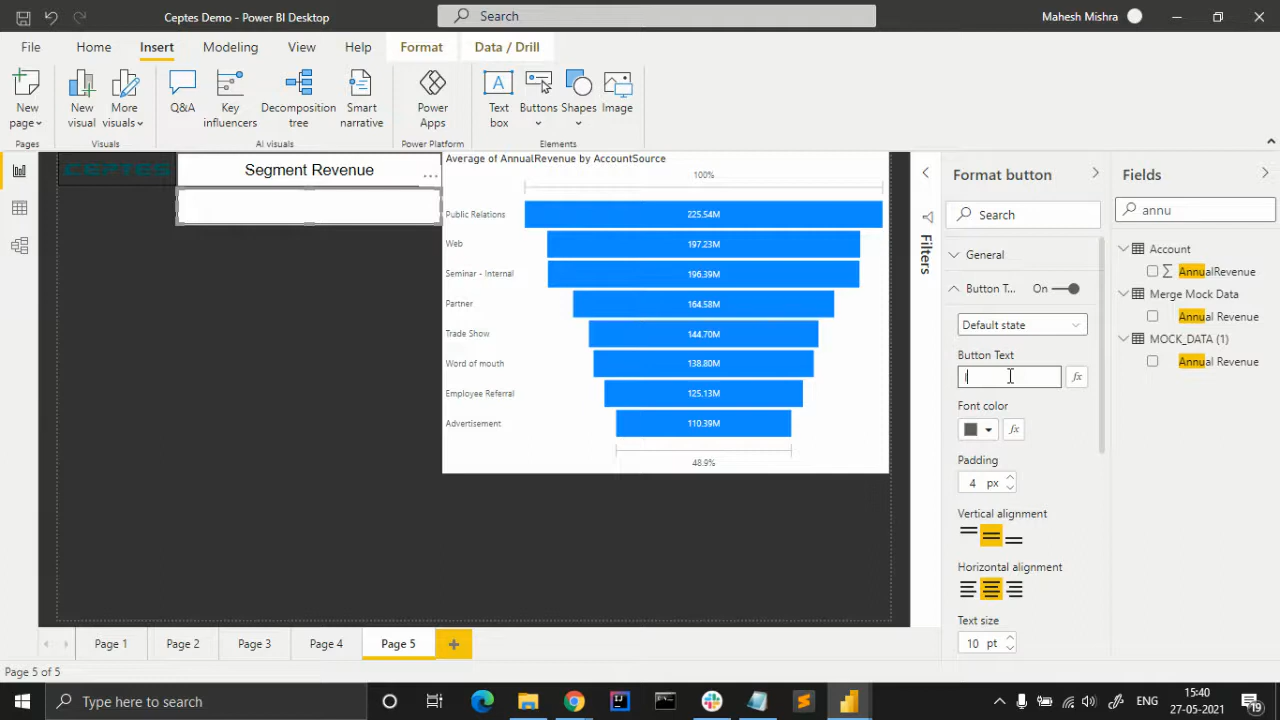 Ceptes Demo - Power BI Desktop
Search
Mahesh Mishra
File
Home
Insert
Modeling
View
Help
Format
Data / Drill
New page
New visual
More visuals
Q&A
Key influencers
Decomposition tree
Smart narrative
Power Apps
Text box
Buttons
Shapes
Image
Pages
Visuals
AI visuals
Power Platform
Elements
CEPTES
Segment Revenue
Average of AnnualRevenue by AccountSource
100%
Public Relations 225.54M
Web 197.23M
Seminar - Internal 196.39M
Partner 164.58M
Trade Show 144.70M
Word of mouth 138.80M
Employee Referral 125.13M
Advertisement 110.39M
48.9%
Filters
Format button
Search
General
Button T... On
Default state
Button Text
fx
Font color
fx
Padding
4 px
Vertical alignment
Horizontal alignment
Text size
10 pt
Fields
annu
Account
AnnualRevenue
Merge Mock Data
Annual Revenue
MOCK_DATA (1)
Annual Revenue
Page 1
Page 2
Page 3
Page 4
Page 5
Page 5 of 5
Type here to search
ENG
15:40
27-05-2021
19